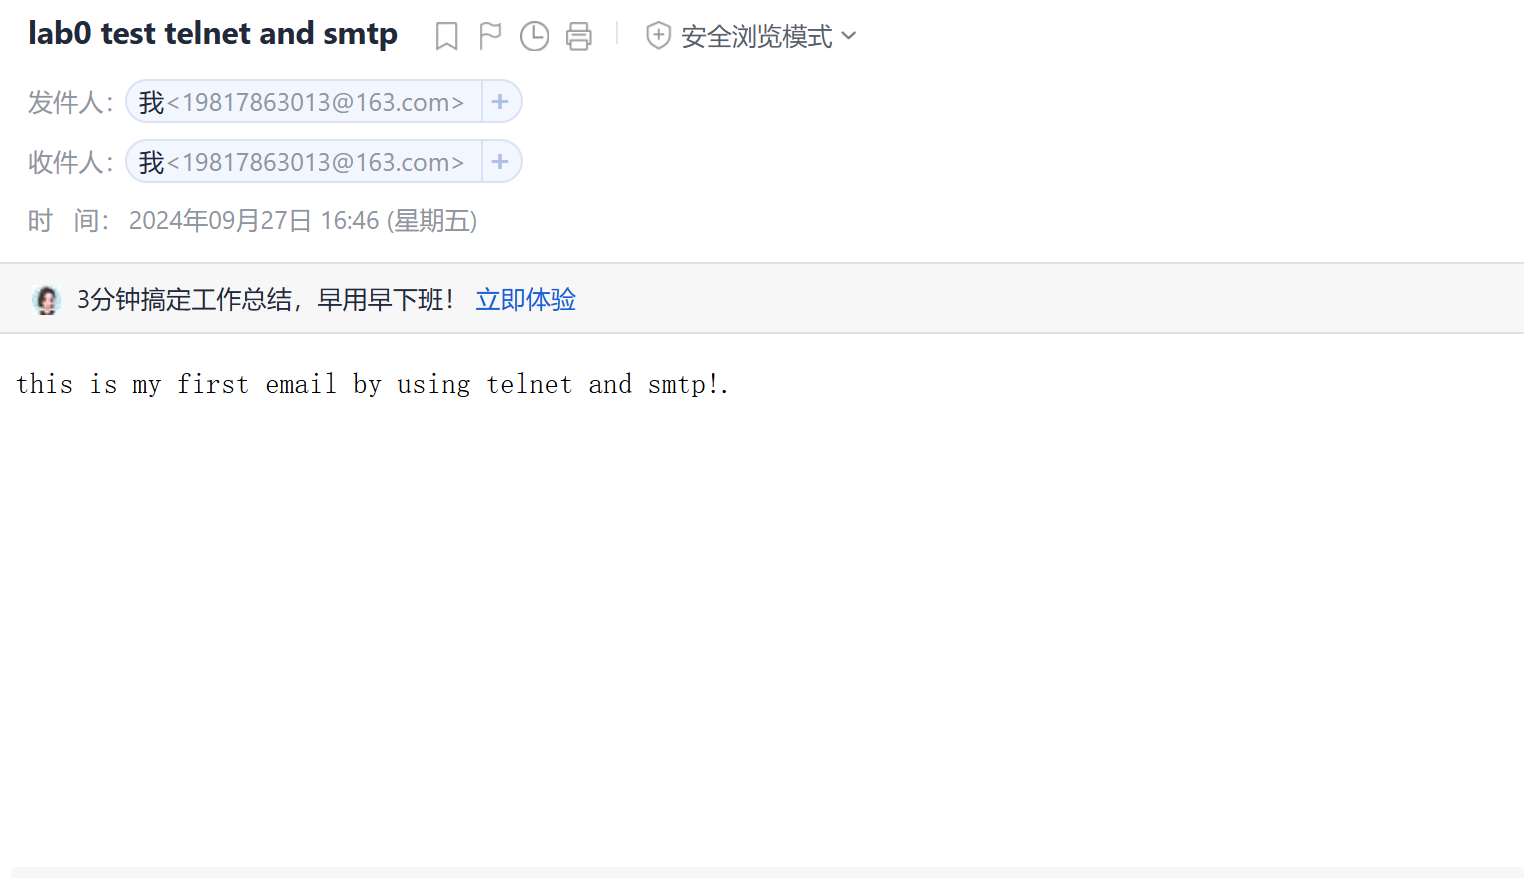 lab0 test telnet and smtp 安全浏览模式
发件人： 我<19817863013@163.com> +
收件人： 我<19817863013@163.com> +
时 间： 2024年09月27日 16:46 (星期五)
3分钟搞定工作总结，早用早下班！ 立即体验
this is my first email by using telnet and smtp!.